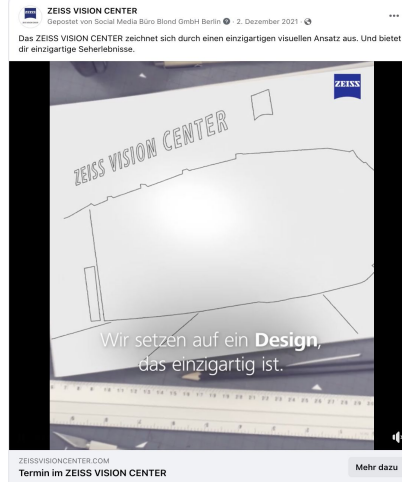 ZEISS VISION CENTER
Gepostet von Social Media Büro Blond GmbH Berlin · 2. Dezember 2021 ·
Das ZEISS VISION CENTER zeichnet sich durch einen einzigartigen visuellen Ansatz aus. Und bietet
dir einzigartige Seherlebnisse.
ZEISS
ZEISS VISION CENTER
Wir setzen auf ein Design,
das einzigartig ist.
ZEISSVISIONCENTER.COM
Termin im ZEISS VISION CENTER
Mehr dazu